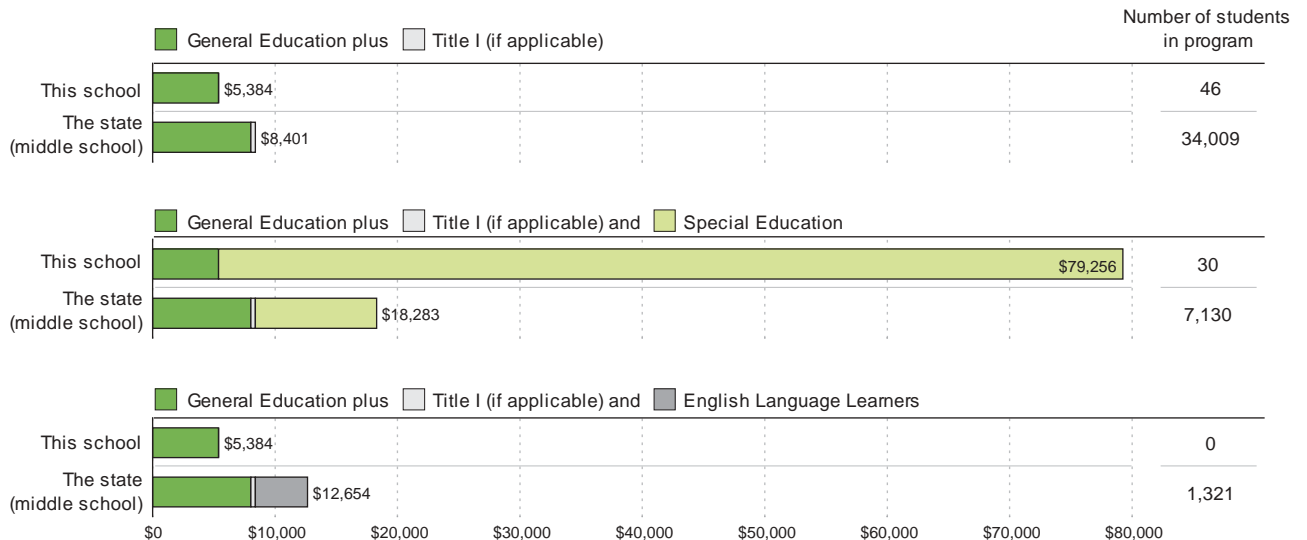 Number of students
in program
General Education plus Title I (if applicable)
This school $5,384 46
The state
(middle school) $8,401 34,009
General Education plus Title I (if applicable) and Special Education
This school $79,256 30
The state
(middle school) $18,283 7,130
General Education plus Title I (if applicable) and English Language Learners
This school $5,384 0
The state
(middle school) $12,654 1,321
$0 $10,000 $20,000 $30,000 $40,000 $50,000 $60,000 $70,000 $80,000